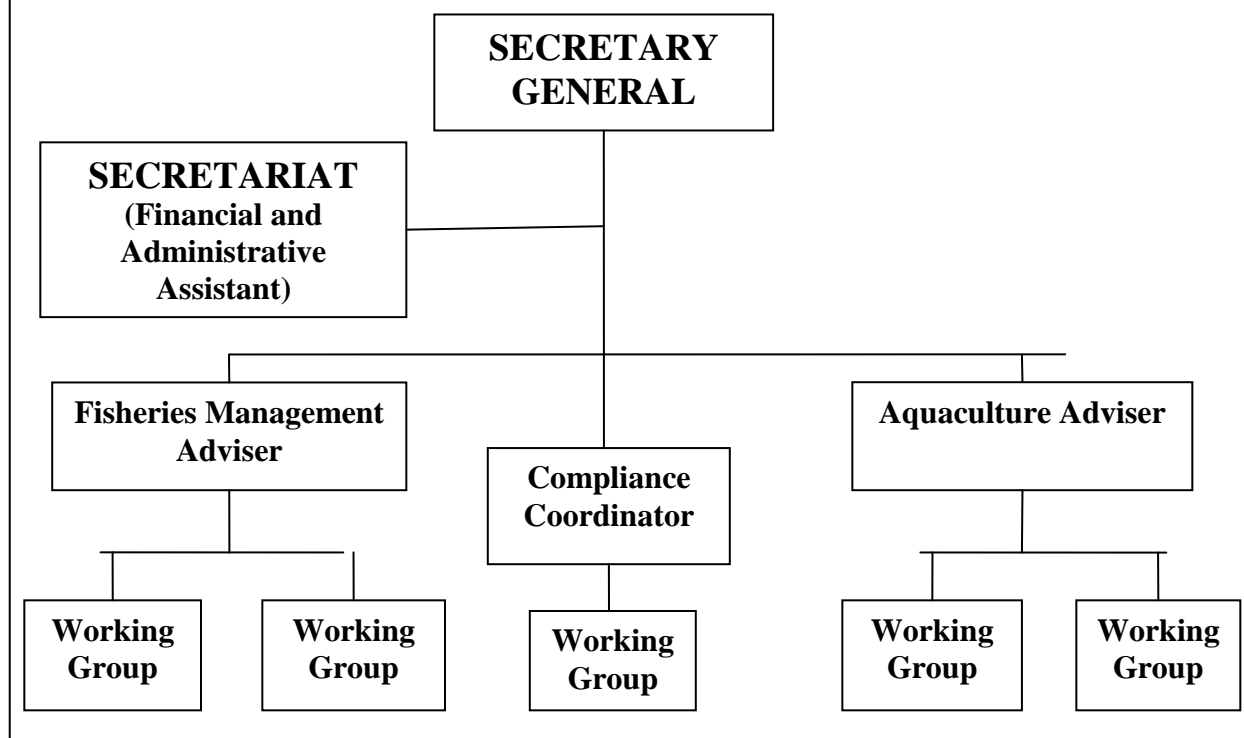 SECRETARY
GENERAL
SECRETARIAT
(Financial and
Administrative
Assistant)
Fisheries Management
Adviser
Compliance
Coordinator
Aquaculture Adviser
Working
Group
Working
Group
Working
Group
Working
Group
Working
Group